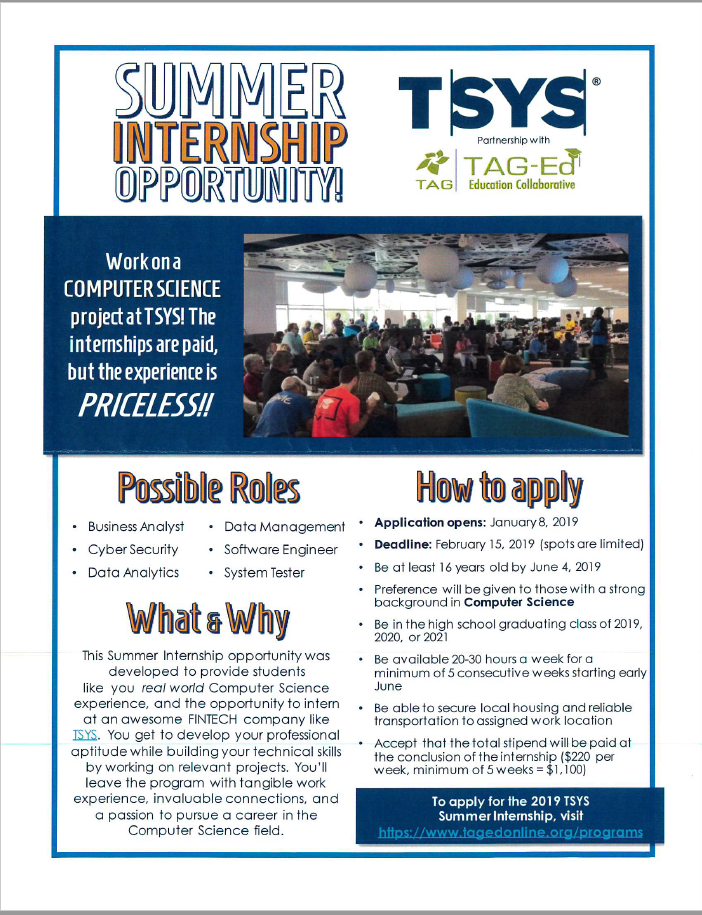 SUMMER
INTERNSHIP
OPPORTUNITY!
TSYS®
Partnership with
TAG
TAG-Ed
Education Collaborative
Work on a
COMPUTER SCIENCE
project at TSYS! The
internships are paid,
but the experience is
PRICELESS!!
Possible Roles
• Business Analyst
• Cyber Security
• Data Analytics
• Data Management
• Software Engineer
• System Tester
What & Why
This Summer Internship opportunity was
developed to provide students
like you real world Computer Science
experience, and the opportunity to intern
at an awesome FINTECH company like
TSYS. You get to develop your professional
aptitude while building your technical skills
by working on relevant projects. You'll
leave the program with tangible work
experience, invaluable connections, and
a passion to pursue a career in the
Computer Science field.
How to apply
• Application opens: January 8, 2019
• Deadline: February 15, 2019 (spots are limited)
• Be at least 16 years old by June 4, 2019
• Preference will be given to those with a strong
background in Computer Science
• Be in the high school graduating class of 2019,
2020, or 2021
• Be available 20-30 hours a week for a
minimum of 5 consecutive weeks starting early
June
• Be able to secure local housing and reliable
transportation to assigned work location
• Accept that the total stipend will be paid at
the conclusion of the internship ($220 per
week, minimum of 5 weeks = $1,100)
To apply for the 2019 TSYS
Summer Internship, visit
https://www.tagedonline.org/programs